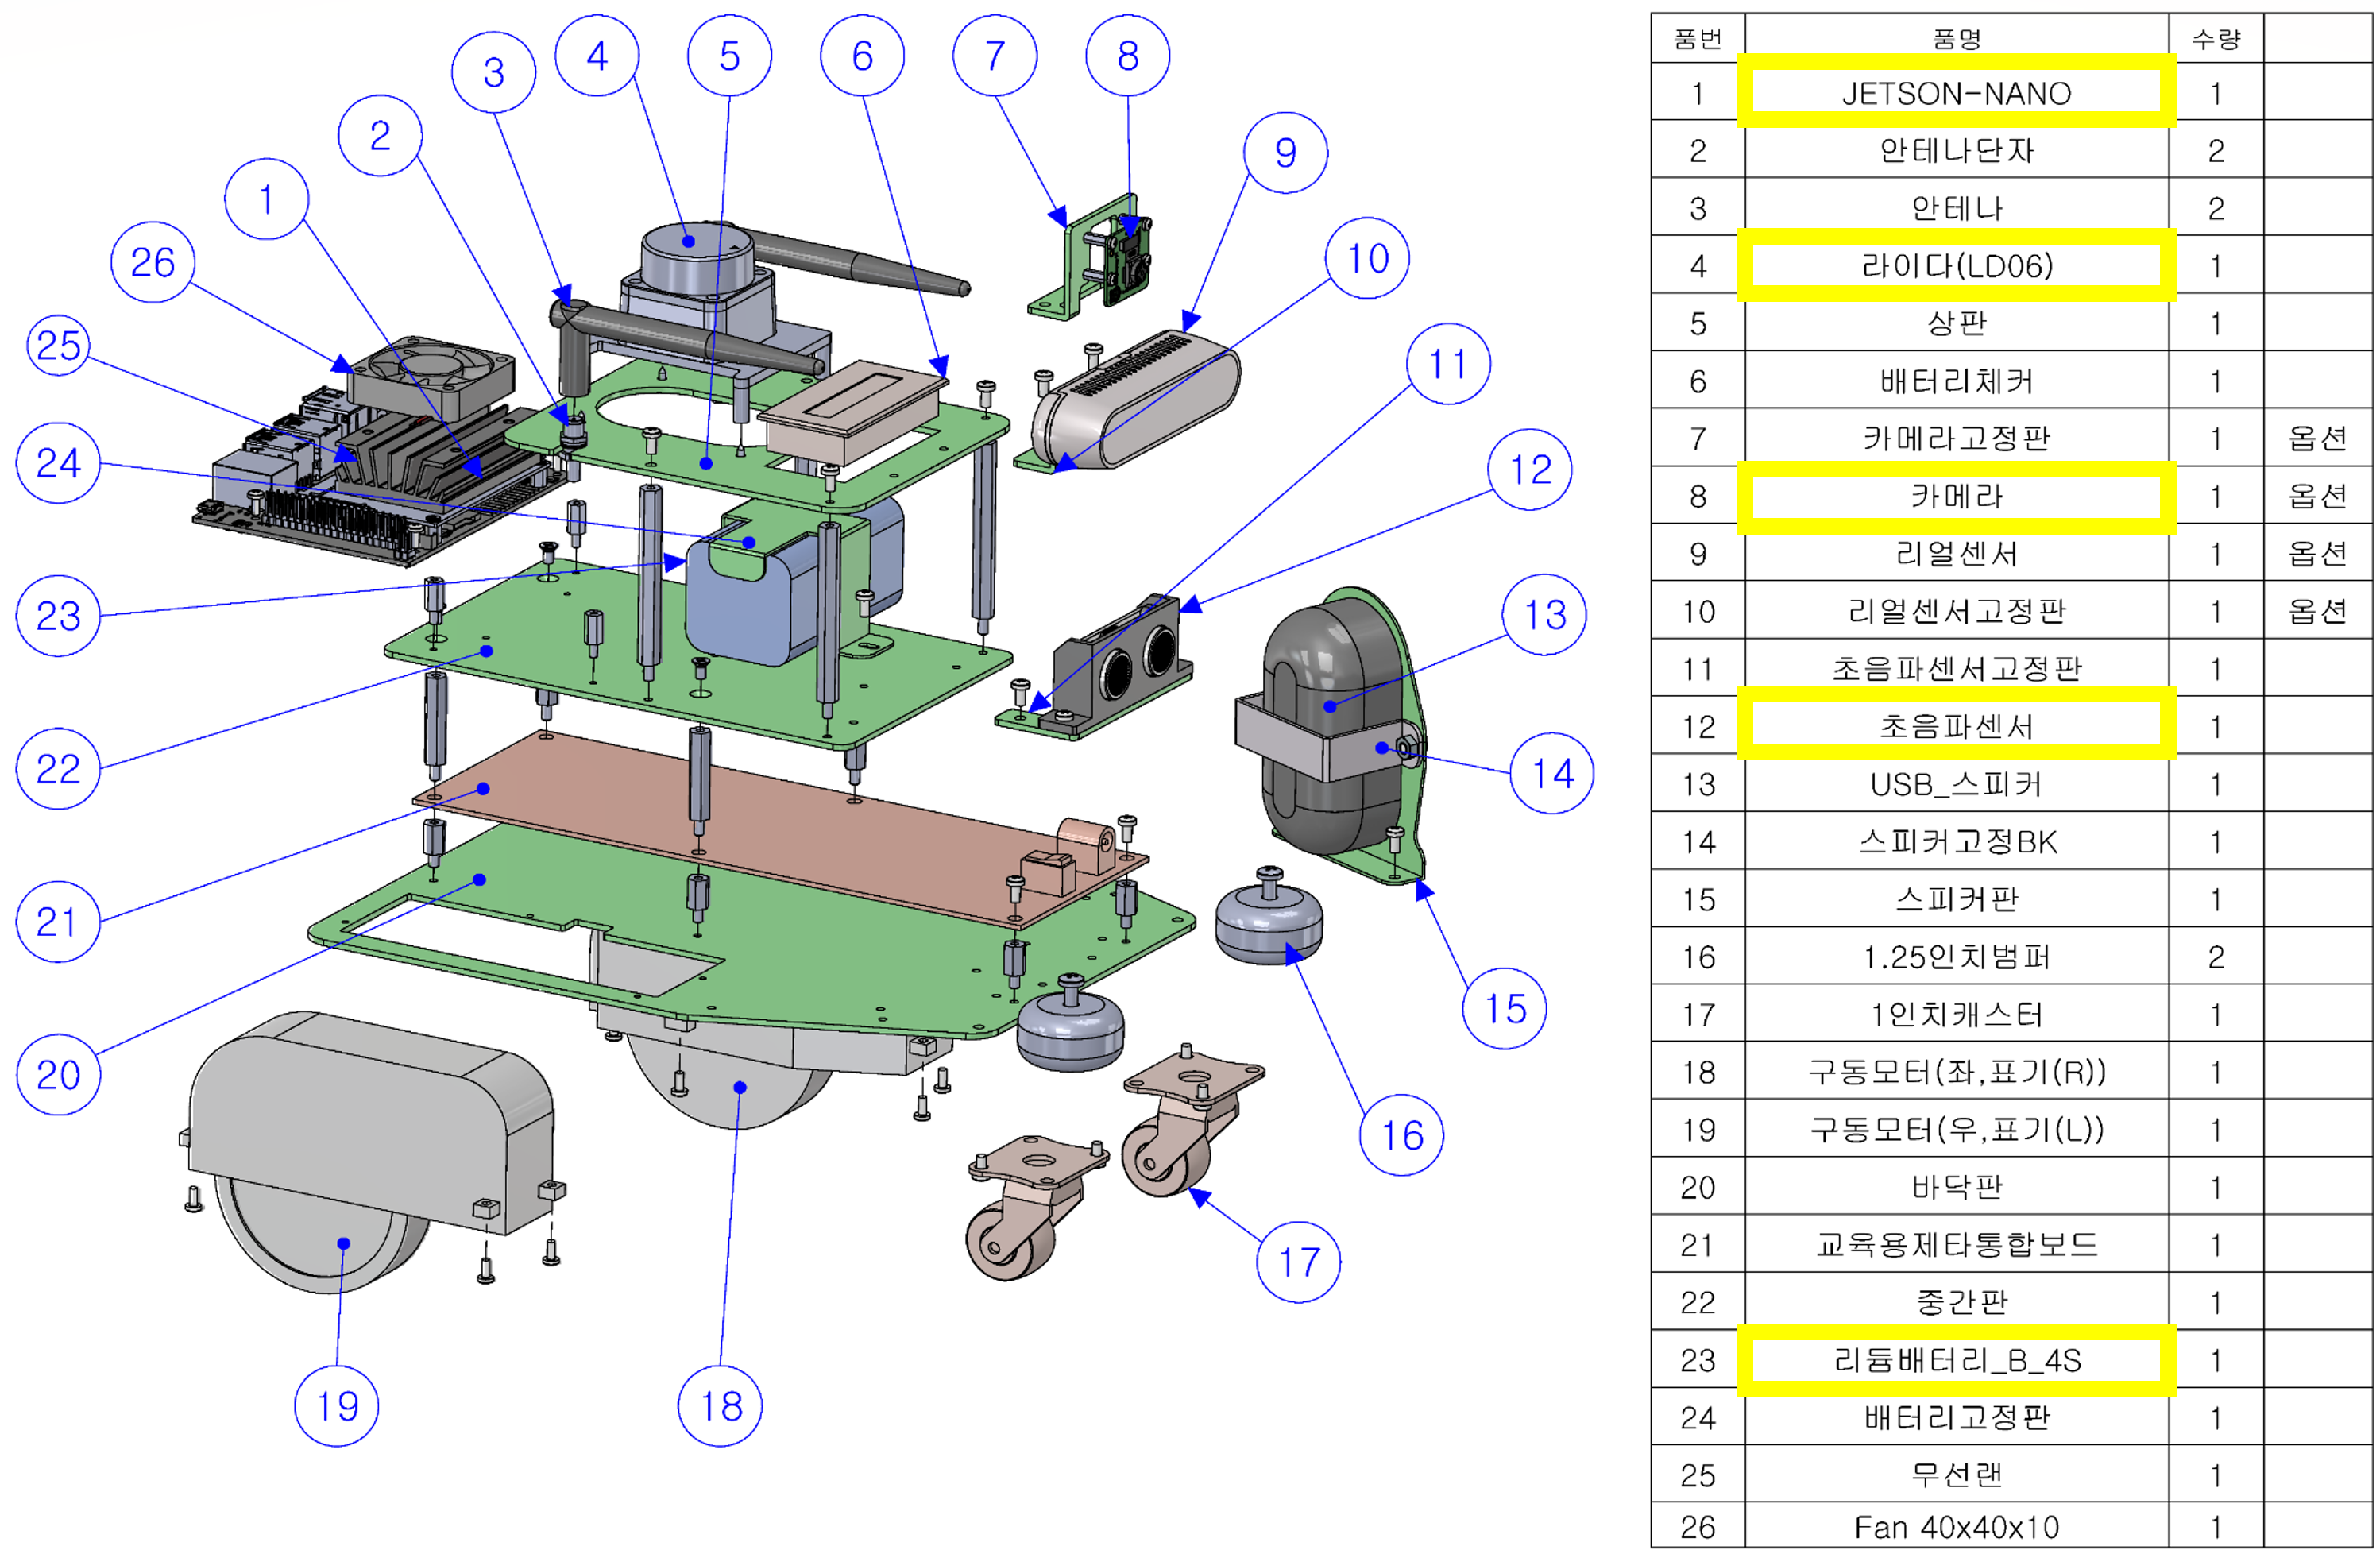 3
4
5
6
7
8
2
9
1
26
10
25
11
24
12
23
13
22
14
21
20
15
16
17
19
18
품번 품명 수량
1 JETSON-NANO 1
2 안테나단자 2
3 안테나 2
4 라이다(LD06) 1
5 상판 1
6 배터리체커 1
7 카메라고정판 1 옵션
8 카메라 1 옵션
9 리얼센서 1 옵션
10 리얼센서고정판 1 옵션
11 초음파센서고정판 1
12 초음파센서 1
13 USB_스피커 1
14 스피커고정BK 1
15 스피커판 1
16 1.25인치범퍼 2
17 1인치캐스터 1
18 구동모터(좌,표기(R)) 1
19 구동모터(우,표기(L)) 1
20 바닥판 1
21 교육용제타통합보드 1
22 중간판 1
23 리튬배터리_B_4S 1
24 배터리고정판 1
25 무선랜 1
26 Fan 40x40x10 1